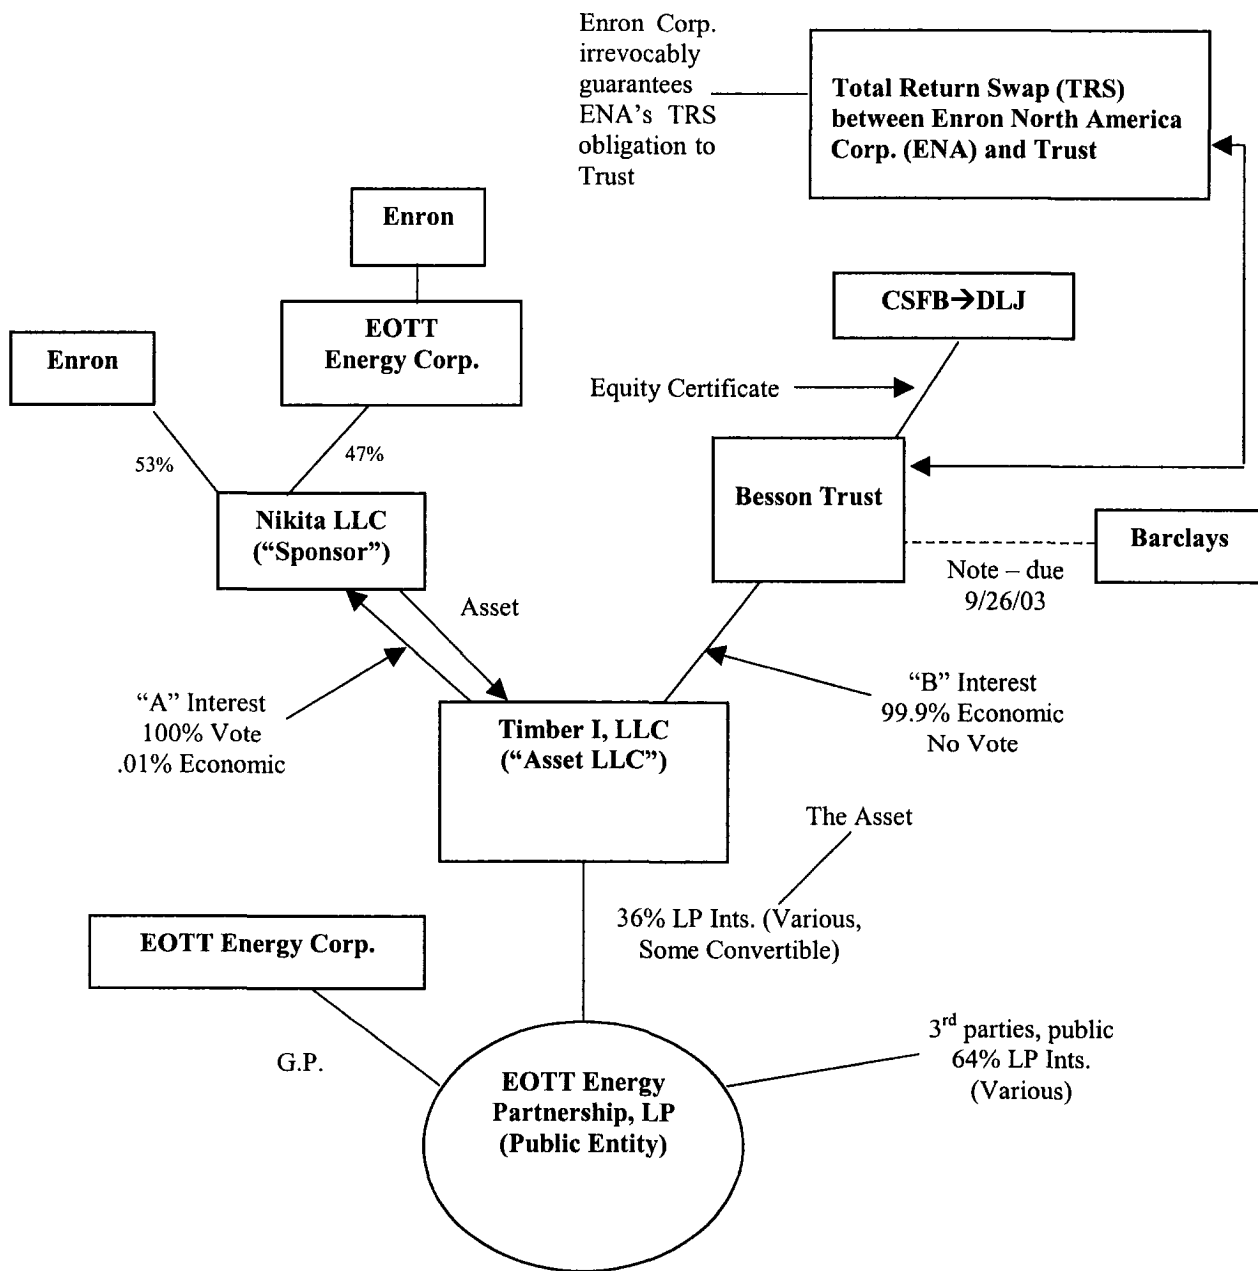 Enron Corp.
irrevocably
guarantees
ENA's TRS
obligation to
Trust
Total Return Swap (TRS)
between Enron North America
Corp. (ENA) and Trust
Enron
CSFB→DLJ
EOTT
Energy Corp.
Enron
Equity Certificate
53%
47%
Besson Trust
Nikita LLC
("Sponsor")
Barclays
Note – due
9/26/03
Asset
"A" Interest
100% Vote
.01% Economic
"B" Interest
99.9% Economic
No Vote
Timber I, LLC
("Asset LLC")
The Asset
36% LP Ints. (Various,
Some Convertible)
EOTT Energy Corp.
G.P.
3rd parties, public
64% LP Ints.
(Various)
EOTT Energy
Partnership, LP
(Public Entity)